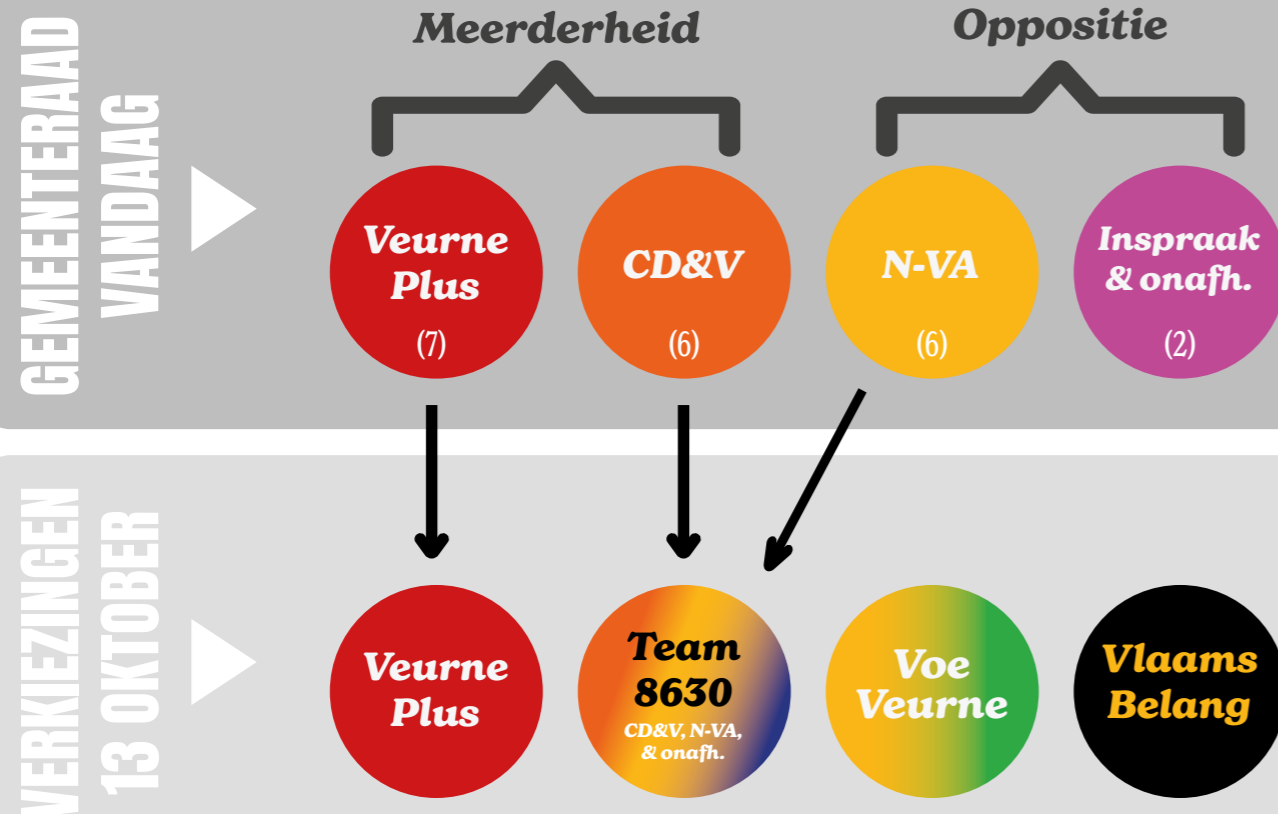 GEMEENTERAAD
VANDAAG
Meerderheid
Oppositie
Veurne
Plus
(7)
CD&V
(6)
N-VA
(6)
Inspraak
& onafh.
(2)
VERKIEZINGEN
13 OKTOBER
Veurne
Plus
Team
8630
CD&V, N-VA,
& onafh.
Voe
Veurne
Vlaams
Belang